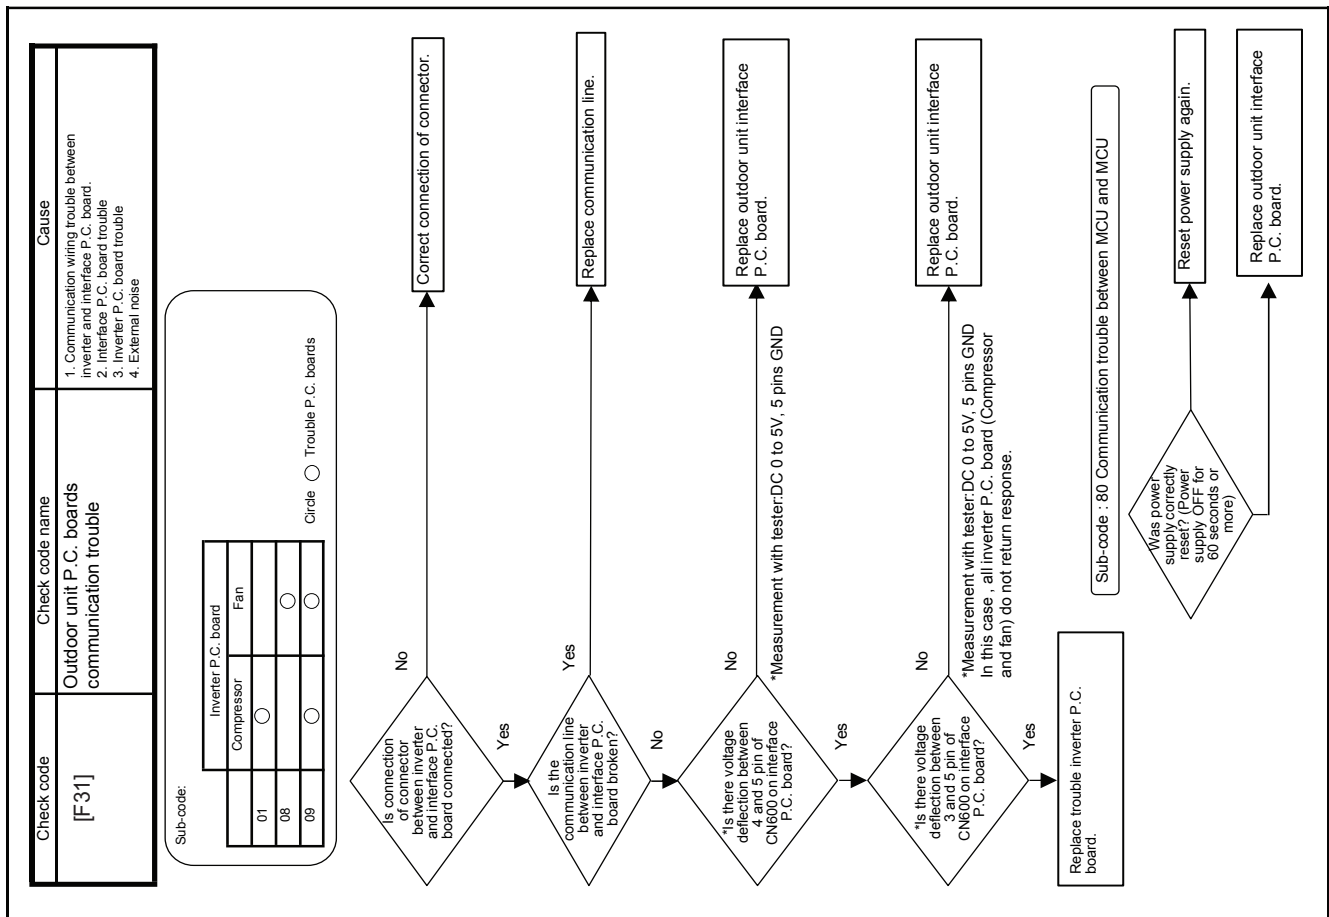 Check code
Check code name
Cause
[F31]
Outdoor unit P.C. boards
communication trouble
1. Communication wiring trouble between
inverter and interface P.C. board.
2. Interface P.C. board trouble
3. Inverter P.C. board trouble
4. External noise
Sub-code:
Inverter P.C. board
Compressor
Fan
01 ○
08 ○
09 ○ ○
Circle ○ Trouble P.C. boards
Is connection
of connector
between inverter
and interface P.C.
board connected?
No
Correct connection of connector.
Yes
Is the
communication line
between inverter
and interface P.C.
board broken?
Yes
Replace communication line.
No
*Is there voltage
deflection between
4 and 5 pin of
CN600 on interface
P.C. board?
No
*Measurement with tester:DC 0 to 5V, 5 pins GND
Replace outdoor unit interface
P.C. board.
Yes
*Is there voltage
deflection between
3 and 5 pin of
CN600 on interface
P.C. board?
No
*Measurement with tester:DC 0 to 5V, 5 pins GND
In this case , all inverter P.C. board (Compressor
and fan) do not return response.
Replace outdoor unit interface
P.C. board.
Yes
Replace trouble inverter P.C.
board.
Sub-code : 80 Communication trouble between MCU and MCU
Was power
supply correctly
reset? (Power
supply OFF for
60 seconds or
more)
Reset power supply again.
Replace outdoor unit interface
P.C. board.